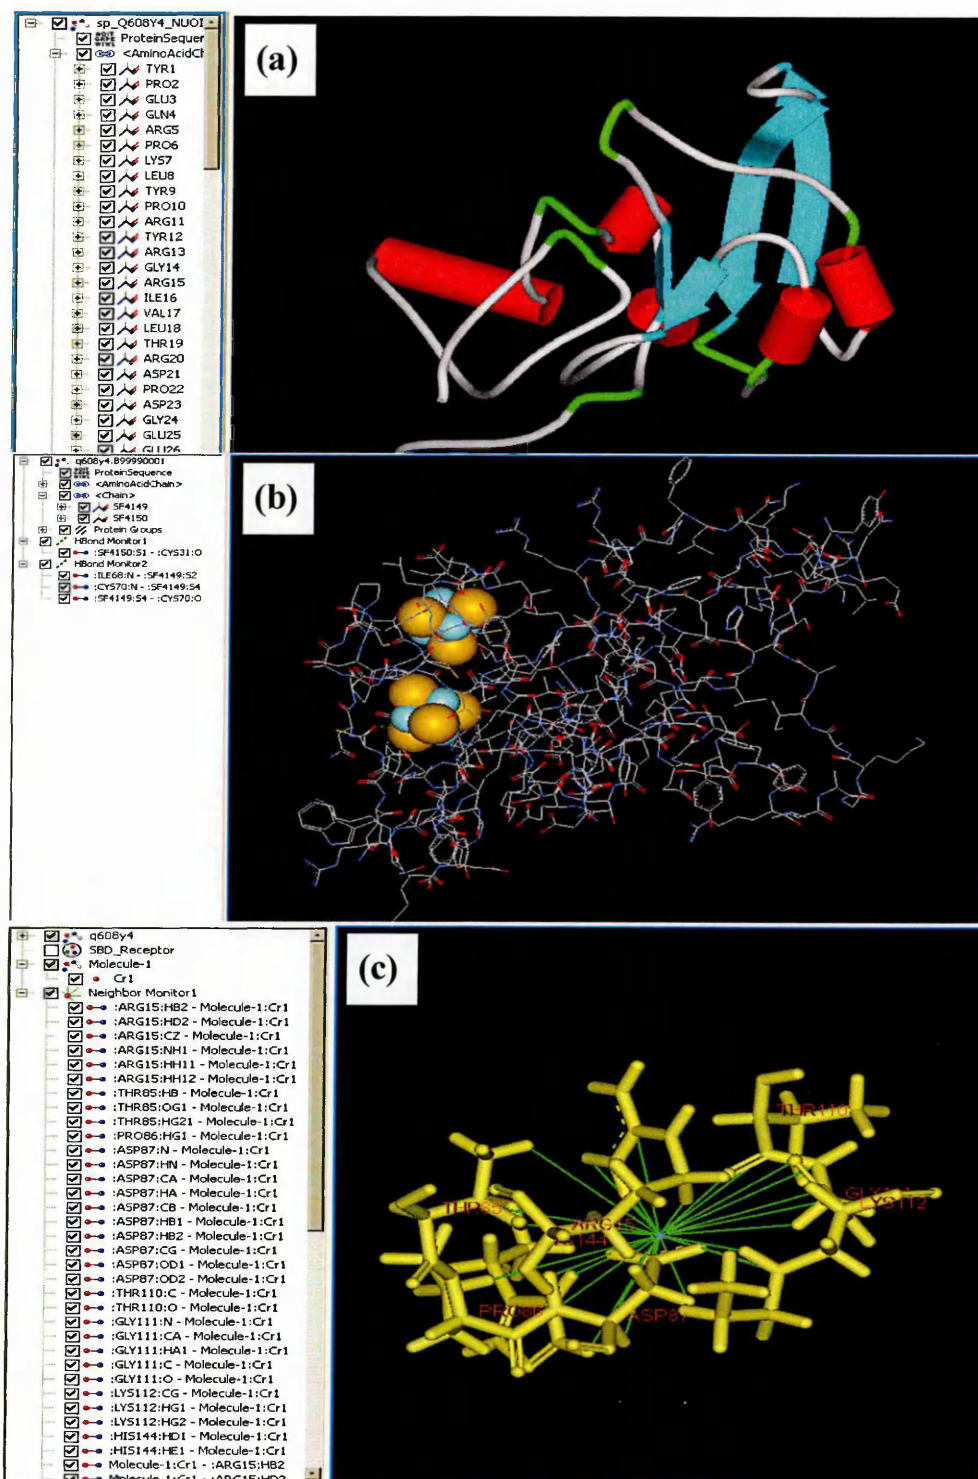 sp_Q608Y4_NUOI
ProteinSequer
<AminoAcidCh
TYR1
PRO2
GLU3
GLN4
ARG5
PRO6
LYS7
LEU8
TYR9
PRO10
ARG11
TYR12
ARG13
GLY14
ARG15
ILE16
VAL17
LEU18
THR19
ARG20
ASP21
PRO22
ASP23
GLY24
GLU25
GLU26
(a)
q608y4.B99990001
ProteinSequence
<AminoAcidChain>
<Chain>
SF4149
SF4150
Protein Groups
HBond Monitor1
:SF4150:S1 - :CYS31:O
HBond Monitor2
:ILE68:N - :SF4149:S2
:CYS70:N - :SF4149:S4
:SF4149:S4 - :CYS70:O
(b)
q608y4
SBD_Receptor
Molecule-1
Cr1
Neighbor Monitor1
:ARG15:HB2 - Molecule-1:Cr1
:ARG15:HD2 - Molecule-1:Cr1
:ARG15:CZ - Molecule-1:Cr1
:ARG15:NH1 - Molecule-1:Cr1
:ARG15:HH11 - Molecule-1:Cr1
:ARG15:HH12 - Molecule-1:Cr1
:THR85:HB - Molecule-1:Cr1
:THR85:OG1 - Molecule-1:Cr1
:THR85:HG21 - Molecule-1:Cr1
:PRO86:HG1 - Molecule-1:Cr1
:ASP87:N - Molecule-1:Cr1
:ASP87:HN - Molecule-1:Cr1
:ASP87:CA - Molecule-1:Cr1
:ASP87:HA - Molecule-1:Cr1
:ASP87:CB - Molecule-1:Cr1
:ASP87:HB1 - Molecule-1:Cr1
:ASP87:HB2 - Molecule-1:Cr1
:ASP87:CG - Molecule-1:Cr1
:ASP87:OD1 - Molecule-1:Cr1
:ASP87:OD2 - Molecule-1:Cr1
:THR110:C - Molecule-1:Cr1
:THR110:O - Molecule-1:Cr1
:GLY111:N - Molecule-1:Cr1
:GLY111:CA - Molecule-1:Cr1
:GLY111:HA1 - Molecule-1:Cr1
:GLY111:C - Molecule-1:Cr1
:GLY111:O - Molecule-1:Cr1
:LYS112:CG - Molecule-1:Cr1
:LYS112:HG1 - Molecule-1:Cr1
:LYS112:HG2 - Molecule-1:Cr1
:HIS144:HD1 - Molecule-1:Cr1
:HIS144:HE1 - Molecule-1:Cr1
Molecule-1:Cr1 - :ARG15:HB2
Molecule-1:Cr1 - :ARG15:HD2
(c)
THR110
LYS112
THR85
ARG15
PRO86
ASP87